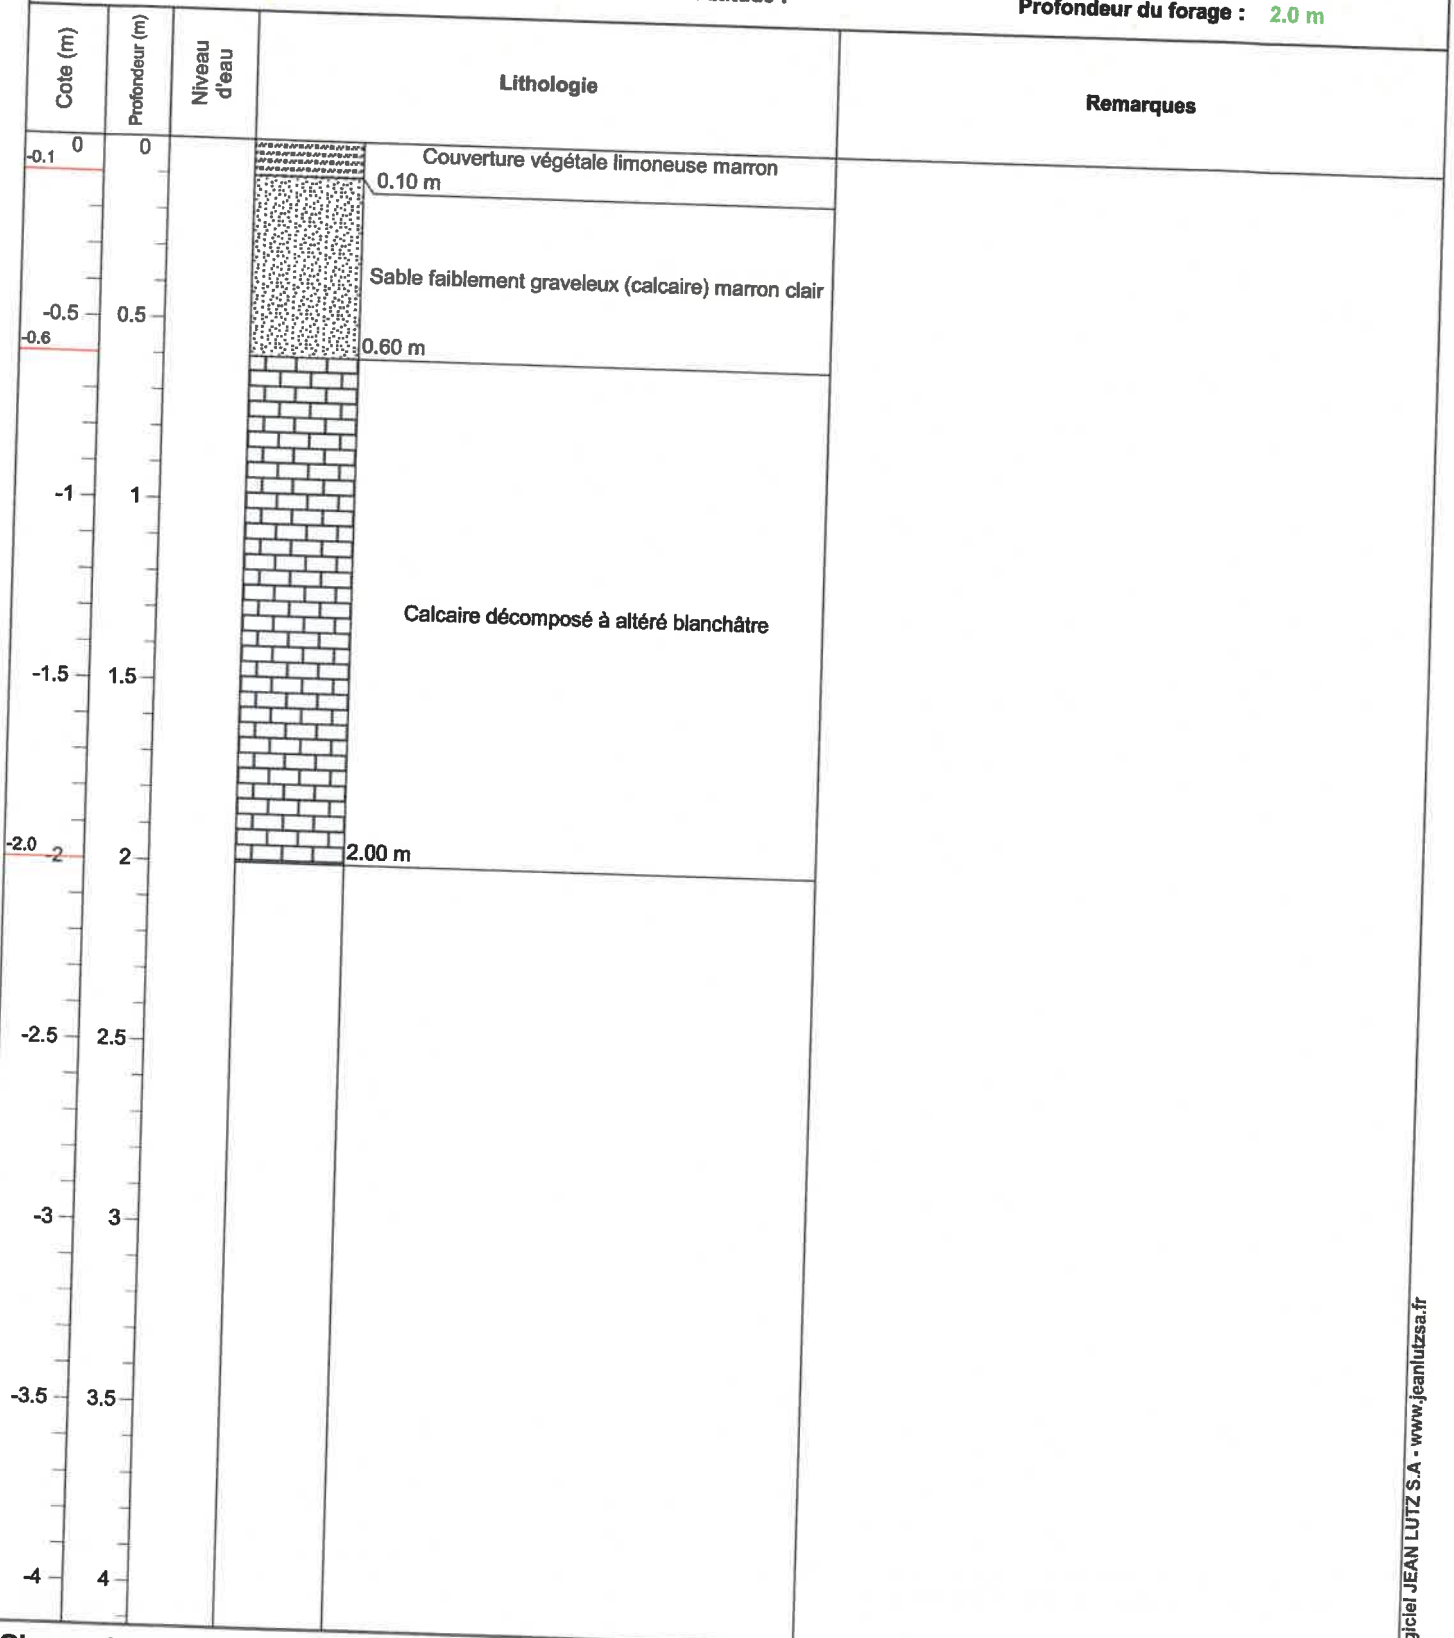 Profondeur du forage : 2.0 m
Cote (m)
Profondeur (m)
Niveau
d'eau
Lithologie
Remarques
0
0
-0.1
Couverture végétale limoneuse marron
0.10 m
Sable faiblement graveleux (calcaire) marron clair
-0.5
0.5
-0.6
0.60 m
-1
1
Calcaire décomposé à altéré blanchâtre
-1.5
1.5
-2.0
-2
2
2.00 m
-2.5
2.5
-3
3
-3.5
3.5
-4
4
JEAN LUTZ S.A - www.jeanlutzsa.fr